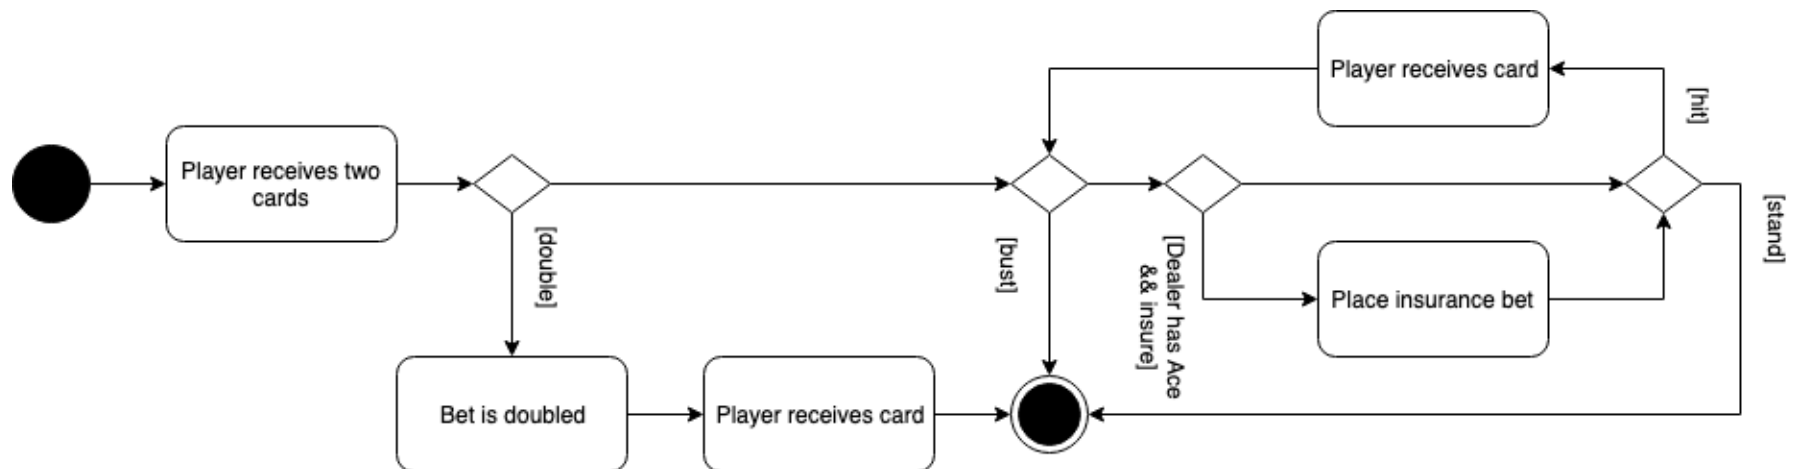 Player receives card
[hit]
Player receives two
cards
[stand]
[double]
[bust]
[Dealer has Ace
&& insure]
Place insurance bet
Bet is doubled
Player receives card